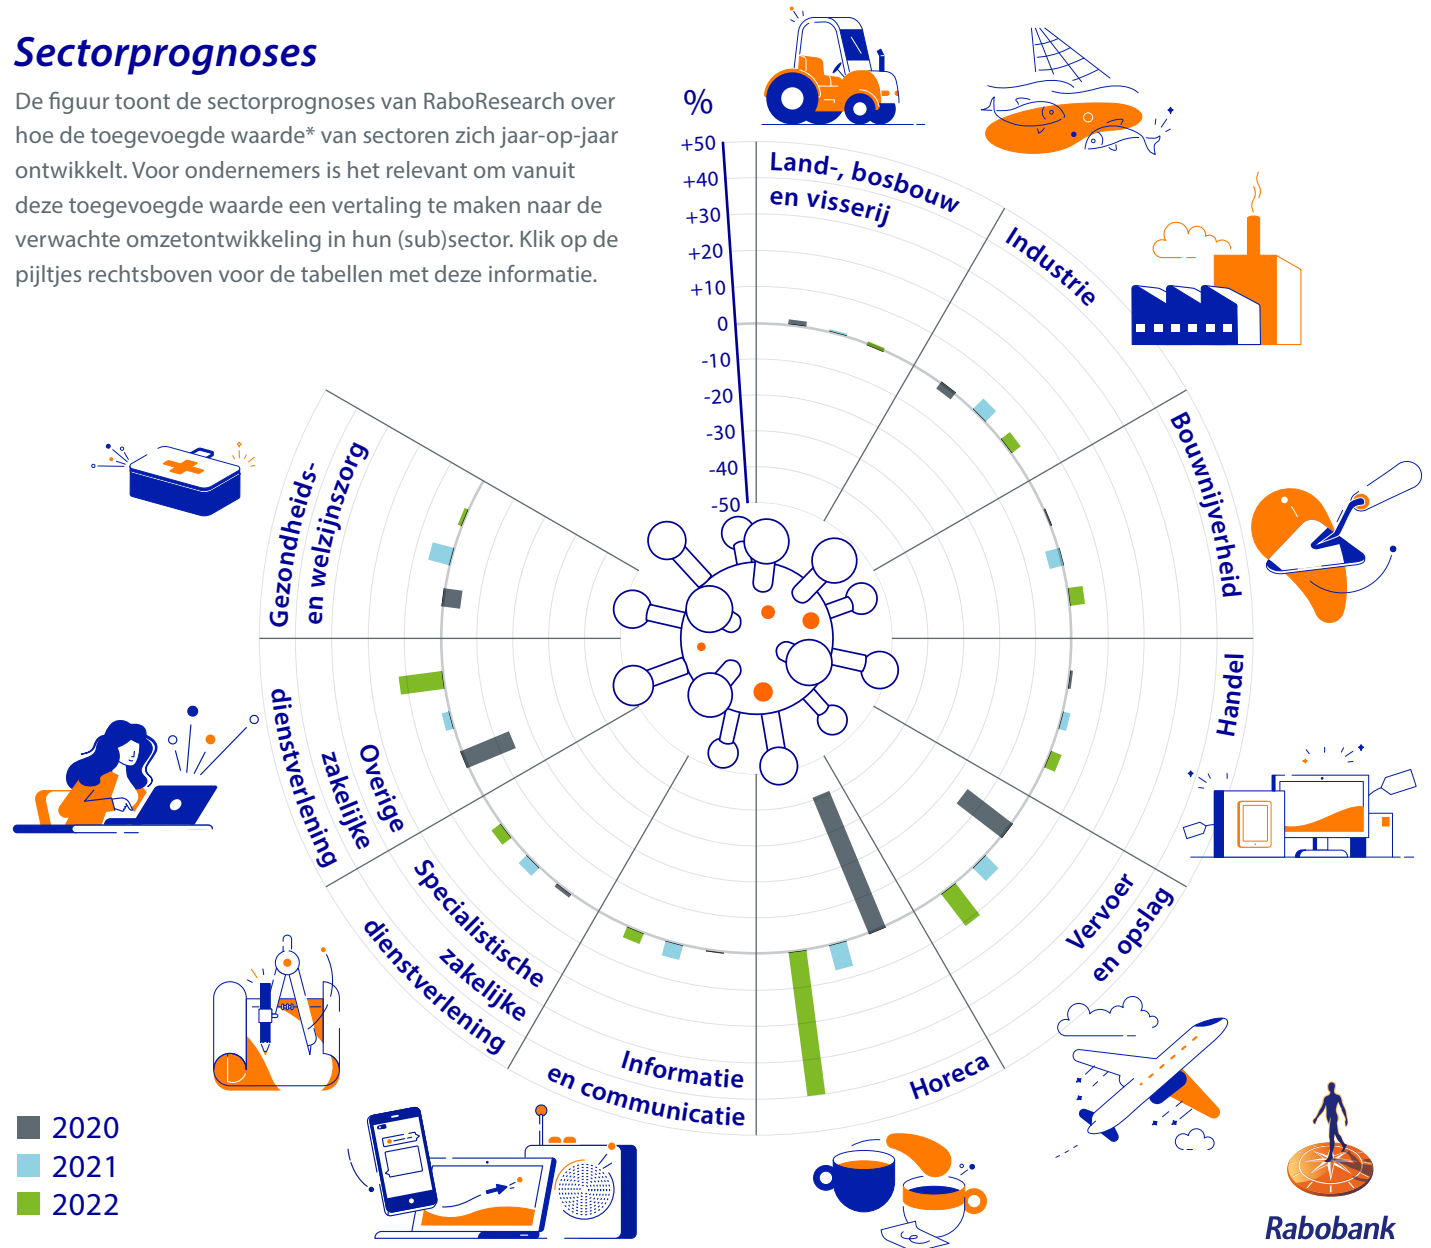 Sectorprognoses
De figuur toont de sectorprognoses van RaboResearch over
hoe de toegevoegde waarde* van sectoren zich jaar-op-jaar
ontwikkelt. Voor ondernemers is het relevant om vanuit
deze toegevoegde waarde een vertaling te maken naar de
verwachte omzetontwikkeling in hun (sub)sector. Klik op de
pijltjes rechtsboven voor de tabellen met deze informatie.
%
+50
+40
+30
+20
+10
0
-10
-20
-30
-40
-50
Land-, bosbouw
en visserij
Industrie
Bouwnijverheid
Handel
Vervoer
en opslag
Horeca
Informatie
en communicatie
Specialistische
zakelijke
dienstverlening
Overige
zakelijke
dienstverlening
Gezondheids-
en welzijnszorg
2020
2021
2022
Rabobank